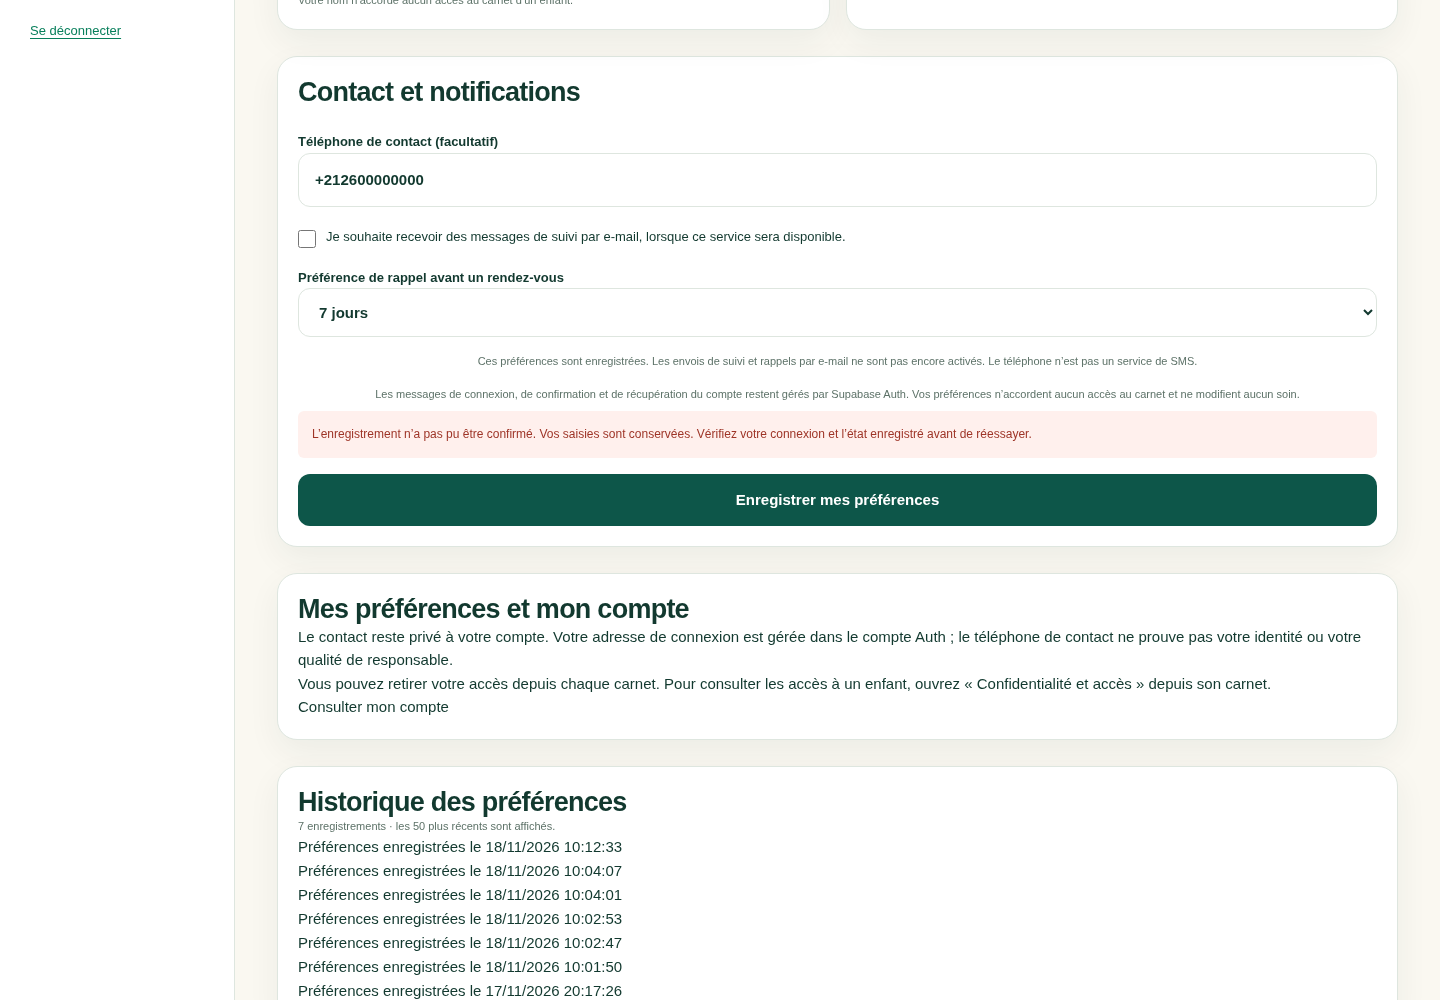 Votre nom n'accorde aucun accès au carnet d'un enfant.
Se déconnecter
Contact et notifications
Téléphone de contact (facultatif)
+212600000000
Je souhaite recevoir des messages de suivi par e-mail, lorsque ce service sera disponible.
Préférence de rappel avant un rendez-vous
7 jours
Ces préférences sont enregistrées. Les envois de suivi et rappels par e-mail ne sont pas encore activés. Le téléphone n’est pas un service de SMS.
Les messages de connexion, de confirmation et de récupération du compte restent gérés par Supabase Auth. Vos préférences n’accordent aucun accès au carnet et ne modifient aucun soin.
L’enregistrement n’a pas pu être confirmé. Vos saisies sont conservées. Vérifiez votre connexion et l’état enregistré avant de réessayer.
Enregistrer mes préférences
Mes préférences et mon compte
Le contact reste privé à votre compte. Votre adresse de connexion est gérée dans le compte Auth ; le téléphone de contact ne prouve pas votre identité ou votre
qualité de responsable.
Vous pouvez retirer votre accès depuis chaque carnet. Pour consulter les accès à un enfant, ouvrez « Confidentialité et accès » depuis son carnet.
Consulter mon compte
Historique des préférences
7 enregistrements · les 50 plus récents sont affichés.
Préférences enregistrées le 18/11/2026 10:12:33
Préférences enregistrées le 18/11/2026 10:04:07
Préférences enregistrées le 18/11/2026 10:04:01
Préférences enregistrées le 18/11/2026 10:02:53
Préférences enregistrées le 18/11/2026 10:02:47
Préférences enregistrées le 18/11/2026 10:01:50
Préférences enregistrées le 17/11/2026 20:17:26